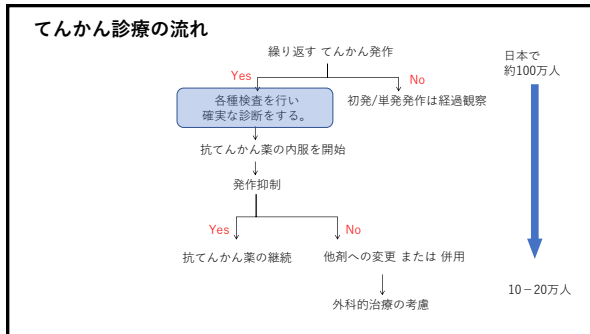 てんかん診療の流れ
繰り返す てんかん発作
日本で
約100万人
Yes
No
各種検査を行い
確実な診断をする。
初発/単発発作は経過観察
抗てんかん薬の内服を開始
発作抑制
Yes
No
抗てんかん薬の継続
他剤への変更 または 併用
外科的治療の考慮
10－20万人